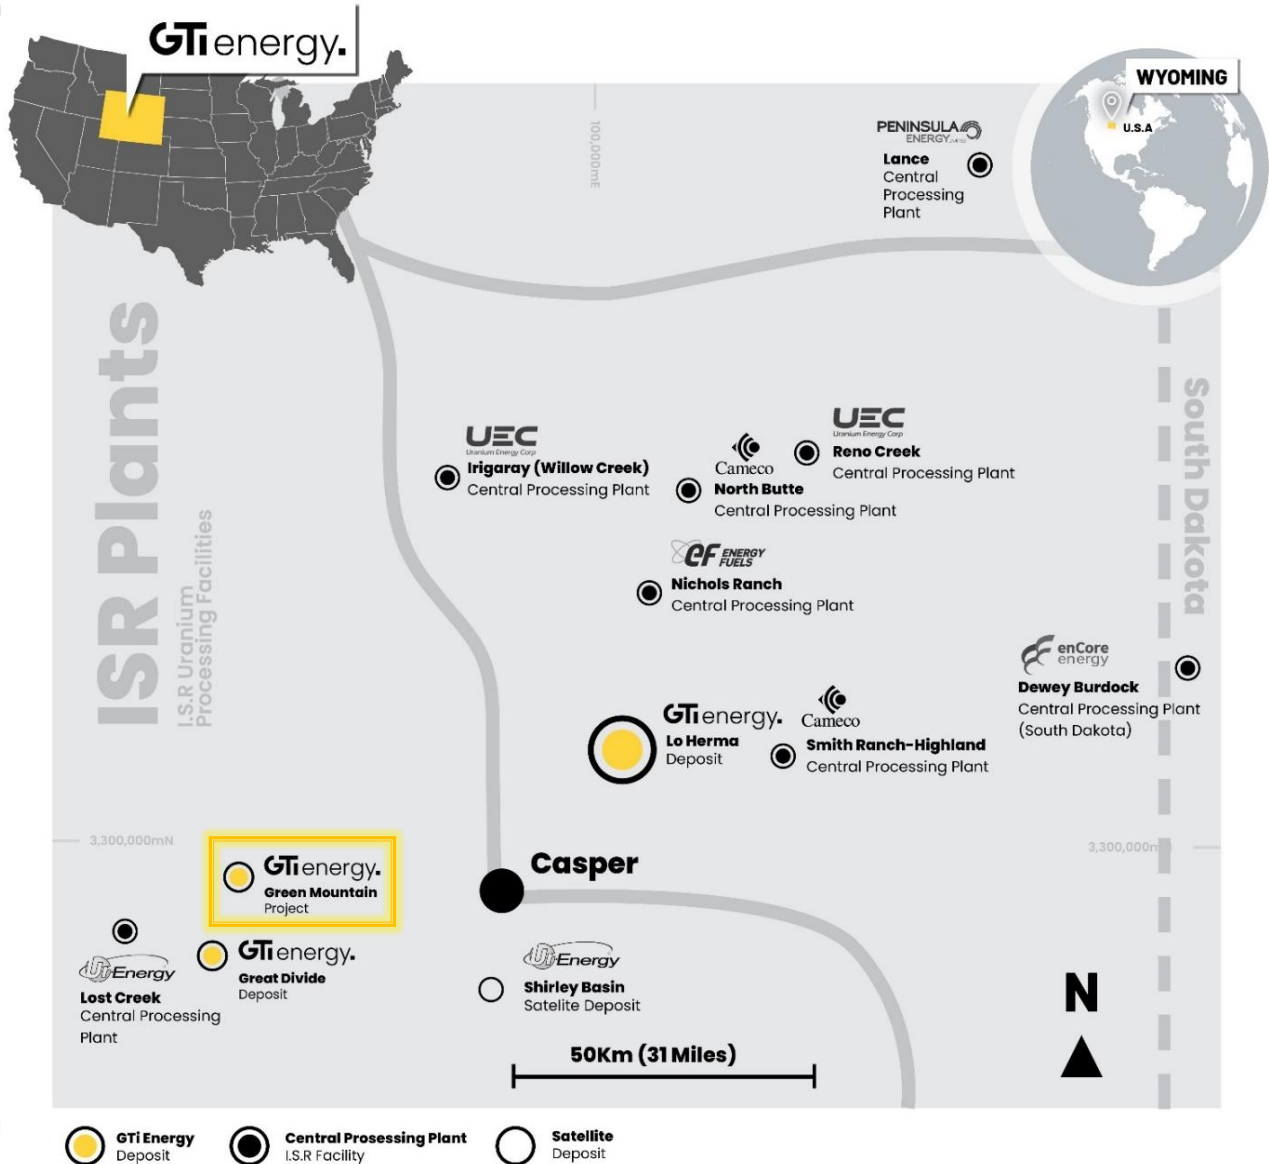 GTi energy.
WYOMING
U.S.A
100,000mE
PENINSULA
ENERGY
Lance
Central
Processing
Plant
ISR Plants
I.S.R Uranium
Processing Facilities
South Dakota
UEC
Uranium Energy Corp
Irigaray (Willow Creek)
Central Processing Plant
Cameco
North Butte
Central Processing Plant
UEC
Uranium Energy Corp
Reno Creek
Central Processing Plant
eF ENERGY
FUELS
Nichols Ranch
Central Processing Plant
enCore
energy
Dewey Burdock
Central Processing Plant
(South Dakota)
GTi energy.
Lo Herma
Deposit
Cameco
Smith Ranch-Highland
Central Processing Plant
3,300,000mN
3,300,000m
GTi energy.
Green Mountain
Project
Casper
Ur Energy
Lost Creek
Central Processing
Plant
GTi energy.
Great Divide
Deposit
Ur Energy
Shirley Basin
Satelite Deposit
N
50Km (31 Miles)
GTi Energy
Deposit
Central Prosessing Plant
I.S.R Facility
Satellite
Deposit